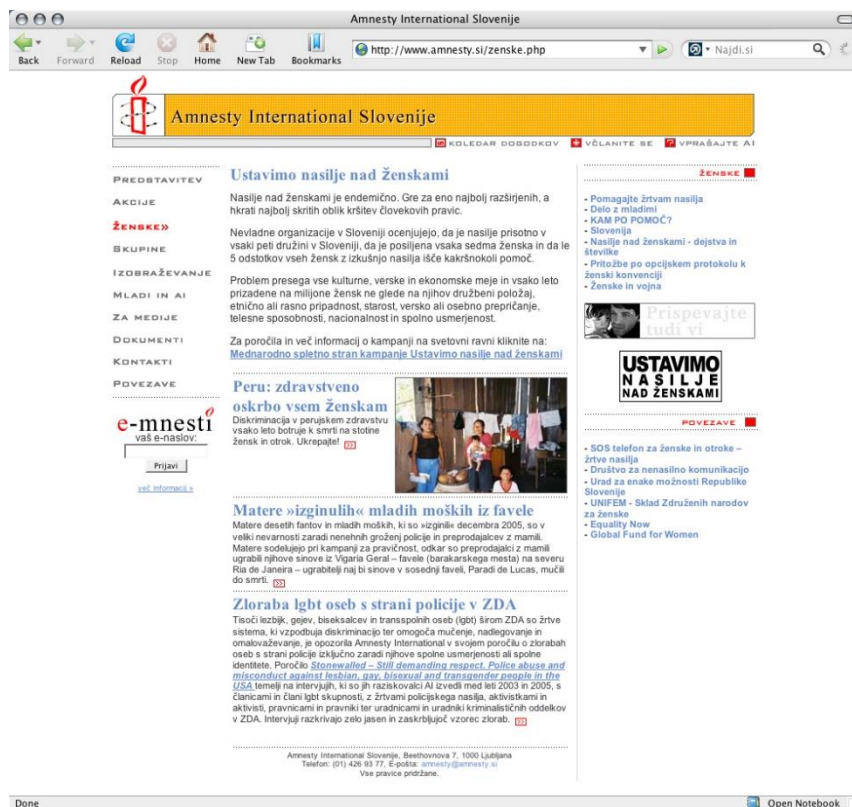 Amnesty International Slovenije
Back
Forward
Reload
Stop
Home
New Tab
Bookmarks
http://www.amnesty.si/zenske.php
Najdi.si
Amnesty International Slovenije
KOLEDAR DOGODKOV
VČLANITE SE
VPRAŠAJTE AI
PREDSTAVITEV
AKCIJE
ŽENSKE»
SKUPINE
IZOBRAŽEVANJE
MLADI IN AI
ZA MEDIJE
DOKUMENTI
KONTAKTI
POVEZAVE
e-mnesti
vaš e-naslov:
Prijavi
več informacij »
Ustavimo nasilje nad ženskami
Nasilje nad ženskami je endemično. Gre za eno najbolj razširjenih, a
hkrati najbolj skritih oblik kršitev človekovih pravic.
Nevladne organizacije v Sloveniji ocenjujejo, da je nasilje prisotno v
vsaki peti družini v Sloveniji, da je posiljena vsaka sedma ženska in da le
5 odstotkov vseh žensk z izkušnjo nasilja išče kakršnokoli pomoč.
Problem presega vse kulturne, verske in ekonomske meje in vsako leto
prizadene na milijone žensk ne glede na njihov družbeni položaj,
etnično ali rasno pripadnost, starost, versko ali osebno prepričanje,
telesne sposobnosti, nacionalnost in spolno usmerjenost.
Za poročila in več informacij o kampanji na svetovni ravni kliknite na:
Mednarodno spletno stran kampanje Ustavimo nasilje nad ženskami
Peru: zdravstveno
oskrbo vsem ženskam
Diskriminacija v perujskem zdravstvu
vsako leto botruje k smrti na stotine
žensk in otrok. Ukrepajte!
Matere »izginulih« mladih moških iz favele
Matere desetih fantov in mladih moških, ki so »izginili« decembra 2005, so v
veliki nevarnosti zaradi nenehnih groženj policije in preprodajalcev z mamili.
Matere sodelujejo pri kampanji za pravičnost, odkar so preprodajalci z mamili
ugrabili njihove sinove iz Vigaria Geral – favele (barakarskega mesta) na severu
Ria de Janeira – ugrabitelji naj bi sinove v sosednji faveli, Paradi de Lucas, mučili
do smrti.
Zloraba lgbt oseb s strani policije v ZDA
Tisoči lezbijk, gejev, biseksalcev in transspolnih oseb (lgbt) širom ZDA so žrtve
sistema, ki vzpodbuja diskriminacijo ter omogoča mučenje, nadlegovanje in
omalovaževanje, je opozorila Amnesty International v svojem poročilu o zlorabah
oseb s strani policije izključno zaradi njihove spolne usmerjenosti ali spolne
identitete. Poročilo Stonewalled – Still demanding respect. Police abuse and
misconduct against lesbian, gay, bisexual and transgender people in the
USA temelji na intervjujih, ki so jih raziskovalci AI izvedli med leti 2003 in 2005, s
članicami in člani lgbt skupnosti, z žrtvami policijskega nasilja, aktivistkami in
aktivisti, pravnicami in pravniki ter uradnicami in uradniki kriminalističnih oddelkov
v ZDA. Intervjuji razkrivajo zelo jasen in zaskrbljujoč vzorec zlorab.
ŽENSKE
- Pomagajte žrtvam nasilja
- Delo z mladimi
- KAM PO POMOČ?
- Slovenija
- Nasilje nad ženskami - dejstva in
številke
- Pritožbe po opcijskem protokolu k
ženski konvenciji
- Ženske in vojna
Prispevajte
tudi vi
USTAVIMO
NASILJE
NAD ŽENSKAMI
POVEZAVE
- SOS telefon za ženske in otroke –
žrtve nasilja
- Društvo za nenasilno komunikacijo
- Urad za enake možnosti Republike
Slovenije
- UNIFEM - Sklad Združenih narodov
za ženske
- Equality Now
- Global Fund for Women
Amnesty International Slovenije, Beethovnova 7, 1000 Ljubljana
Telefon: (01) 426 93 77, E-pošta: amnesty@amnesty.si
Vse pravice pridržane.
Done
Open Notebook